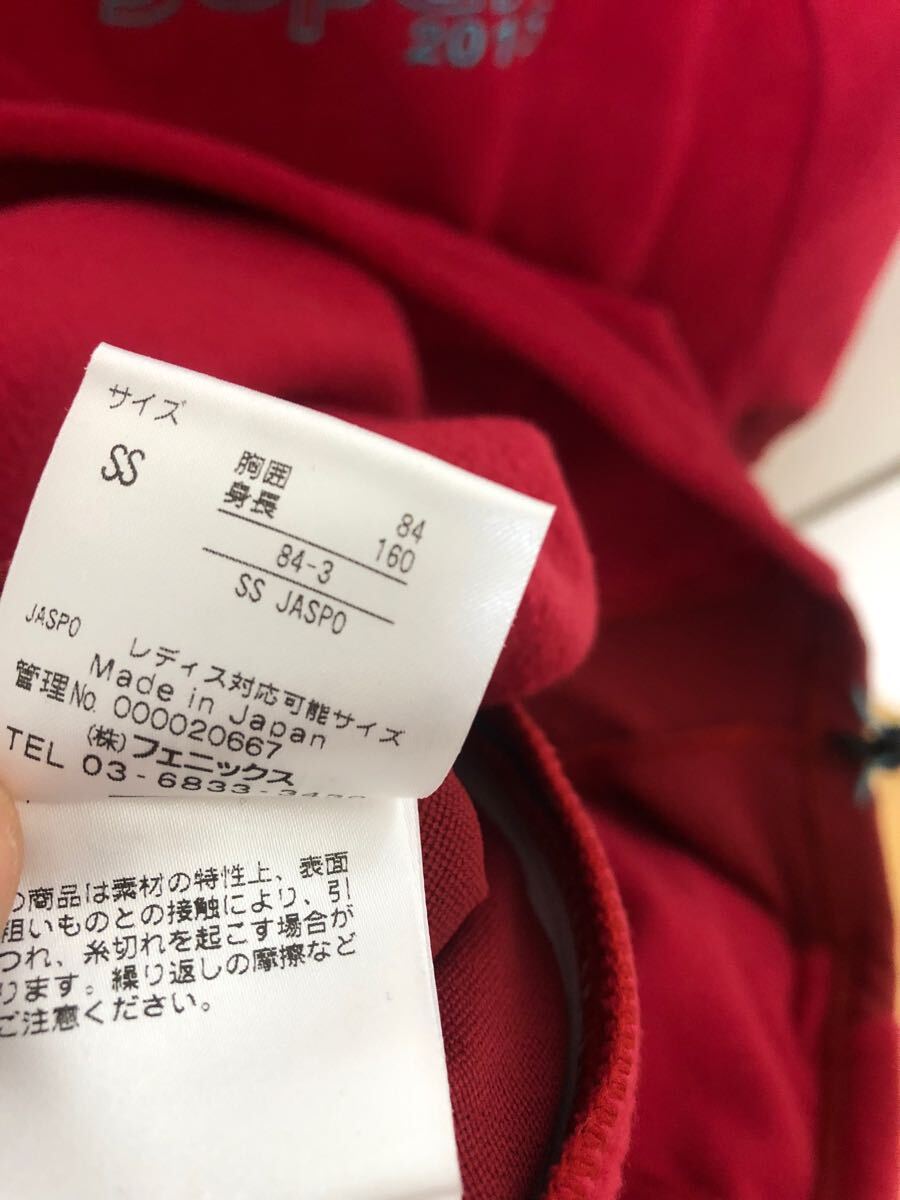 サイズ
SS
胸囲 84
身長 160
84-3
SS JASPO
JASPO
レディス対応可能サイズ
Made in Japan
管理No. 000020667
(株)フェニックス
TEL 03-6833-
商品は素材の特性上、表面
粗いものとの接触により、引
つれ、糸切れを起こす場合が
ります。繰り返しの摩擦など
ご注意ください。